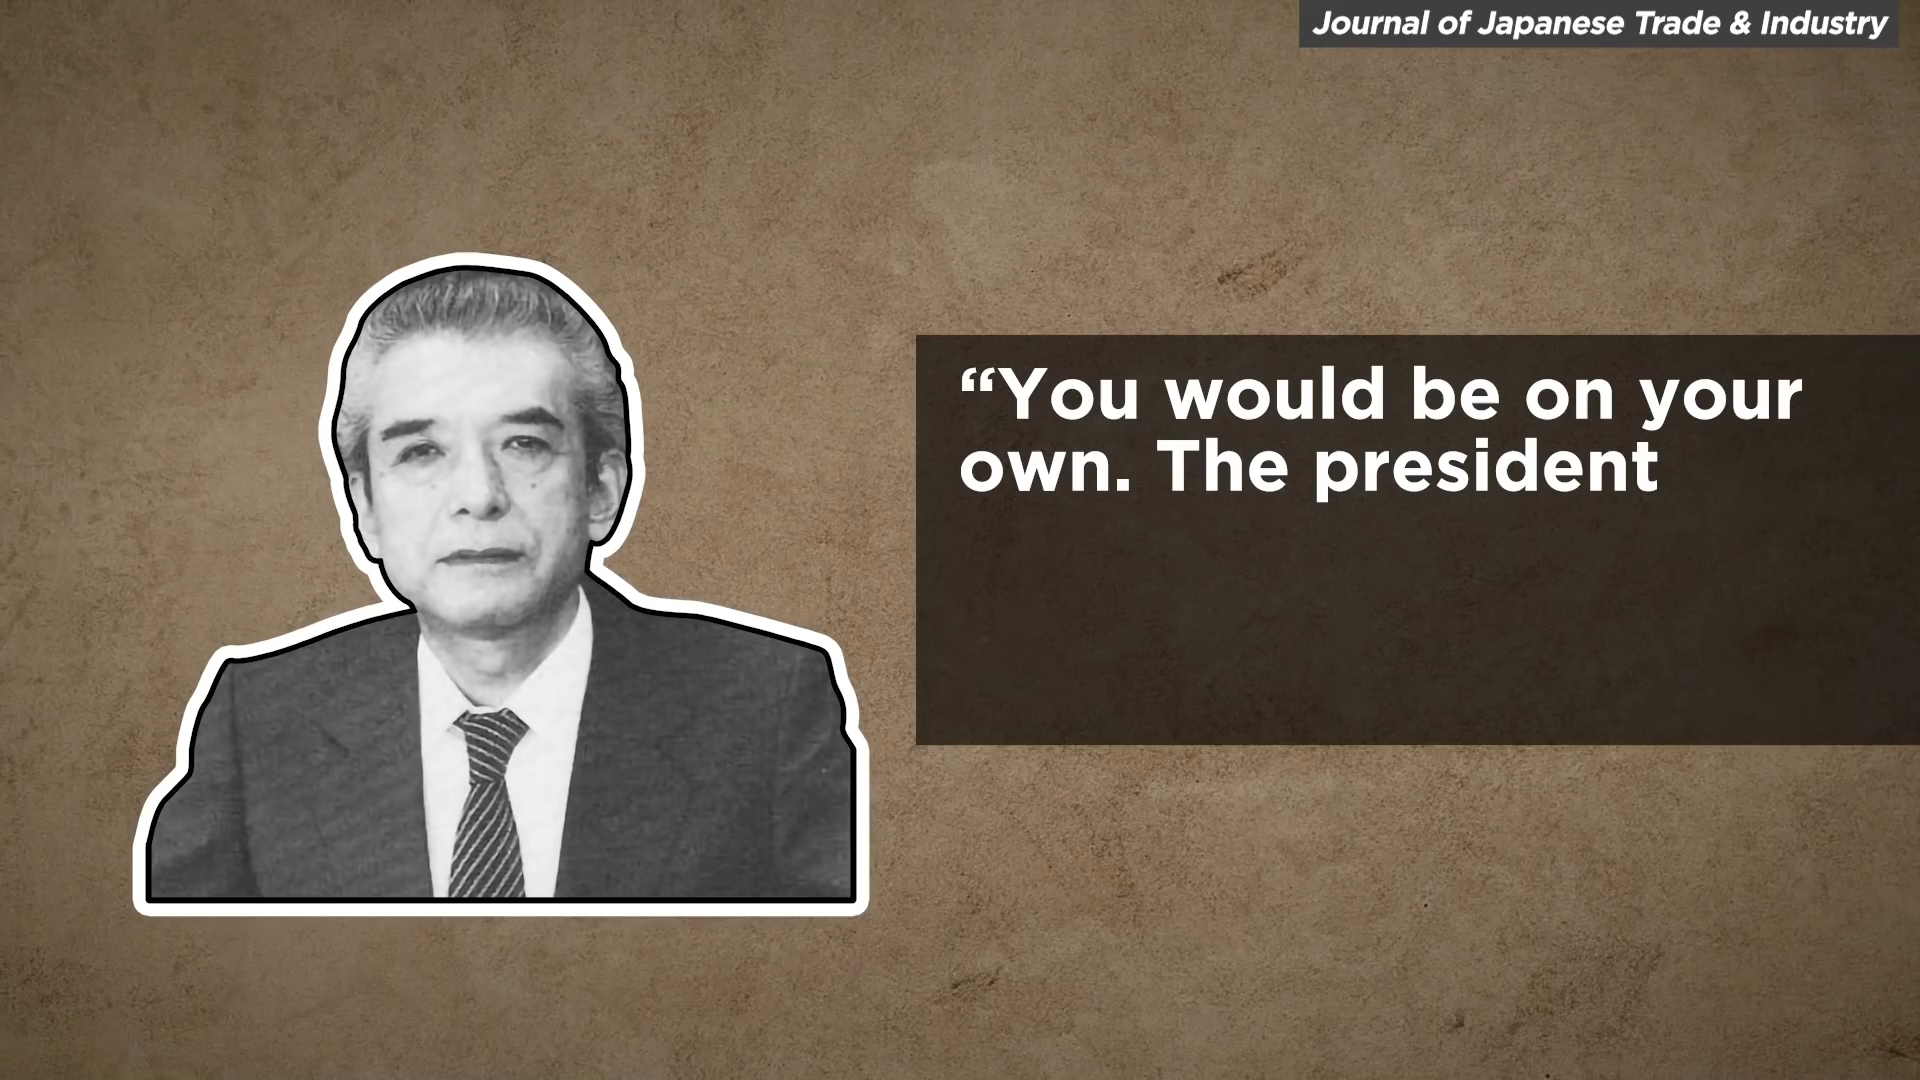 Journal of Japanese Trade & Industry
“You would be on your
own. The president